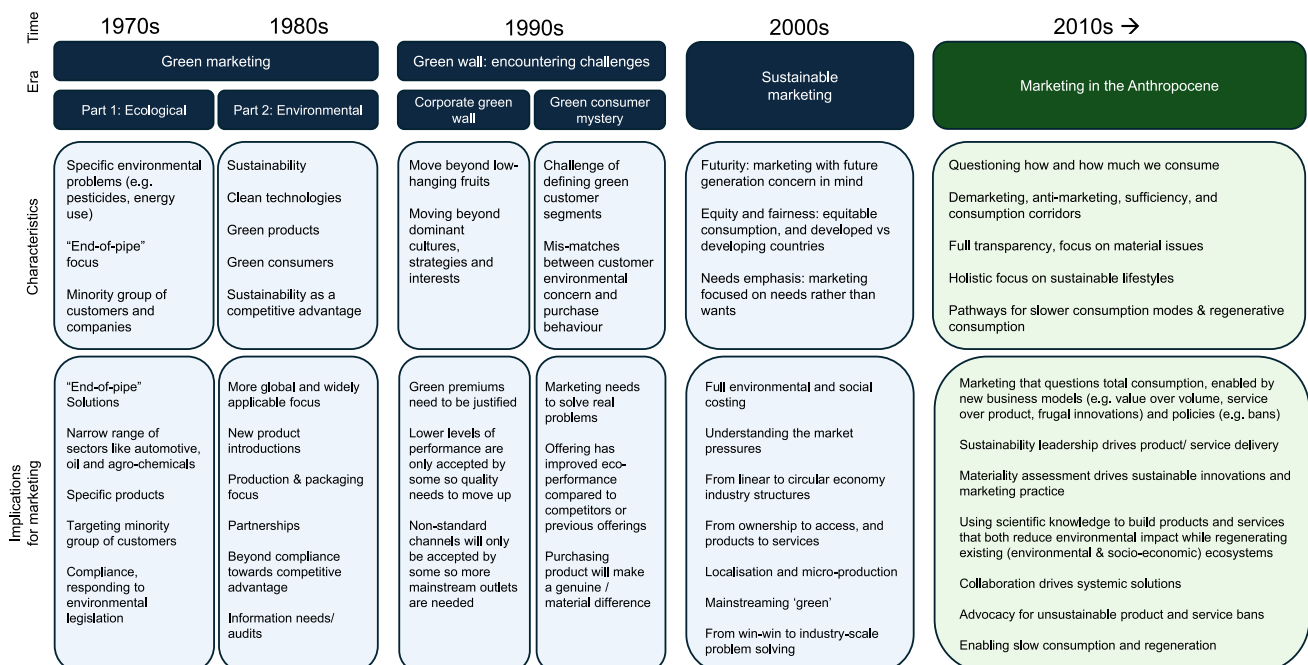 Time
1970s
1980s
1990s
2000s
2010s →
Era
Green marketing
Green wall: encountering challenges
Sustainable
marketing
Marketing in the Anthropocene
Part 1: Ecological
Part 2: Environmental
Corporate green
wall
Green consumer
mystery
Characteristics
Specific environmental
problems (e.g.
pesticides, energy
use)
“End-of-pipe”
focus
Minority group of
customers and
companies
Sustainability
Clean technologies
Green products
Green consumers
Sustainability as a
competitive advantage
Move beyond low-
hanging fruits
Moving beyond
dominant
cultures,
strategies and
interests
Challenge of
defining green
customer
segments
Mis-matches
between customer
environmental
concern and
purchase
behaviour
Futurity: marketing with future
generation concern in mind
Equity and fairness: equitable
consumption, and developed vs
developing countries
Needs emphasis: marketing
focused on needs rather than
wants
Questioning how and how much we consume
Demarketing, anti-marketing, sufficiency, and
consumption corridors
Full transparency, focus on material issues
Holistic focus on sustainable lifestyles
Pathways for slower consumption modes & regenerative
consumption
Implications
for marketing
“End-of-pipe”
Solutions
Narrow range of
sectors like automotive,
oil and agro-chemicals
Specific products
Targeting minority
group of customers
Compliance,
responding to
environmental
legislation
More global and widely
applicable focus
New product
introductions
Production & packaging
focus
Partnerships
Beyond compliance
towards competitive
advantage
Information needs/
audits
Green premiums
need to be justified
Lower levels of
performance are
only accepted by
some so quality
needs to move up
Non-standard
channels will only
be accepted by
some so more
mainstream outlets
are needed
Marketing needs
to solve real
problems
Offering has
improved eco-
performance
compared to
competitors or
previous offerings
Purchasing
product will make
a genuine /
material difference
Full environmental and social
costing
Understanding the market
pressures
From linear to circular economy
industry structures
From ownership to access, and
products to services
Localisation and micro-production
Mainstreaming ‘green’
From win-win to industry-scale
problem solving
Marketing that questions total consumption, enabled by
new business models (e.g. value over volume, service
over product, frugal innovations) and policies (e.g. bans)
Sustainability leadership drives product/ service delivery
Materiality assessment drives sustainable innovations and
marketing practice
Using scientific knowledge to build products and services
that both reduce environmental impact while regenerating
existing (environmental & socio-economic) ecosystems
Collaboration drives systemic solutions
Advocacy for unsustainable product and service bans
Enabling slow consumption and regeneration